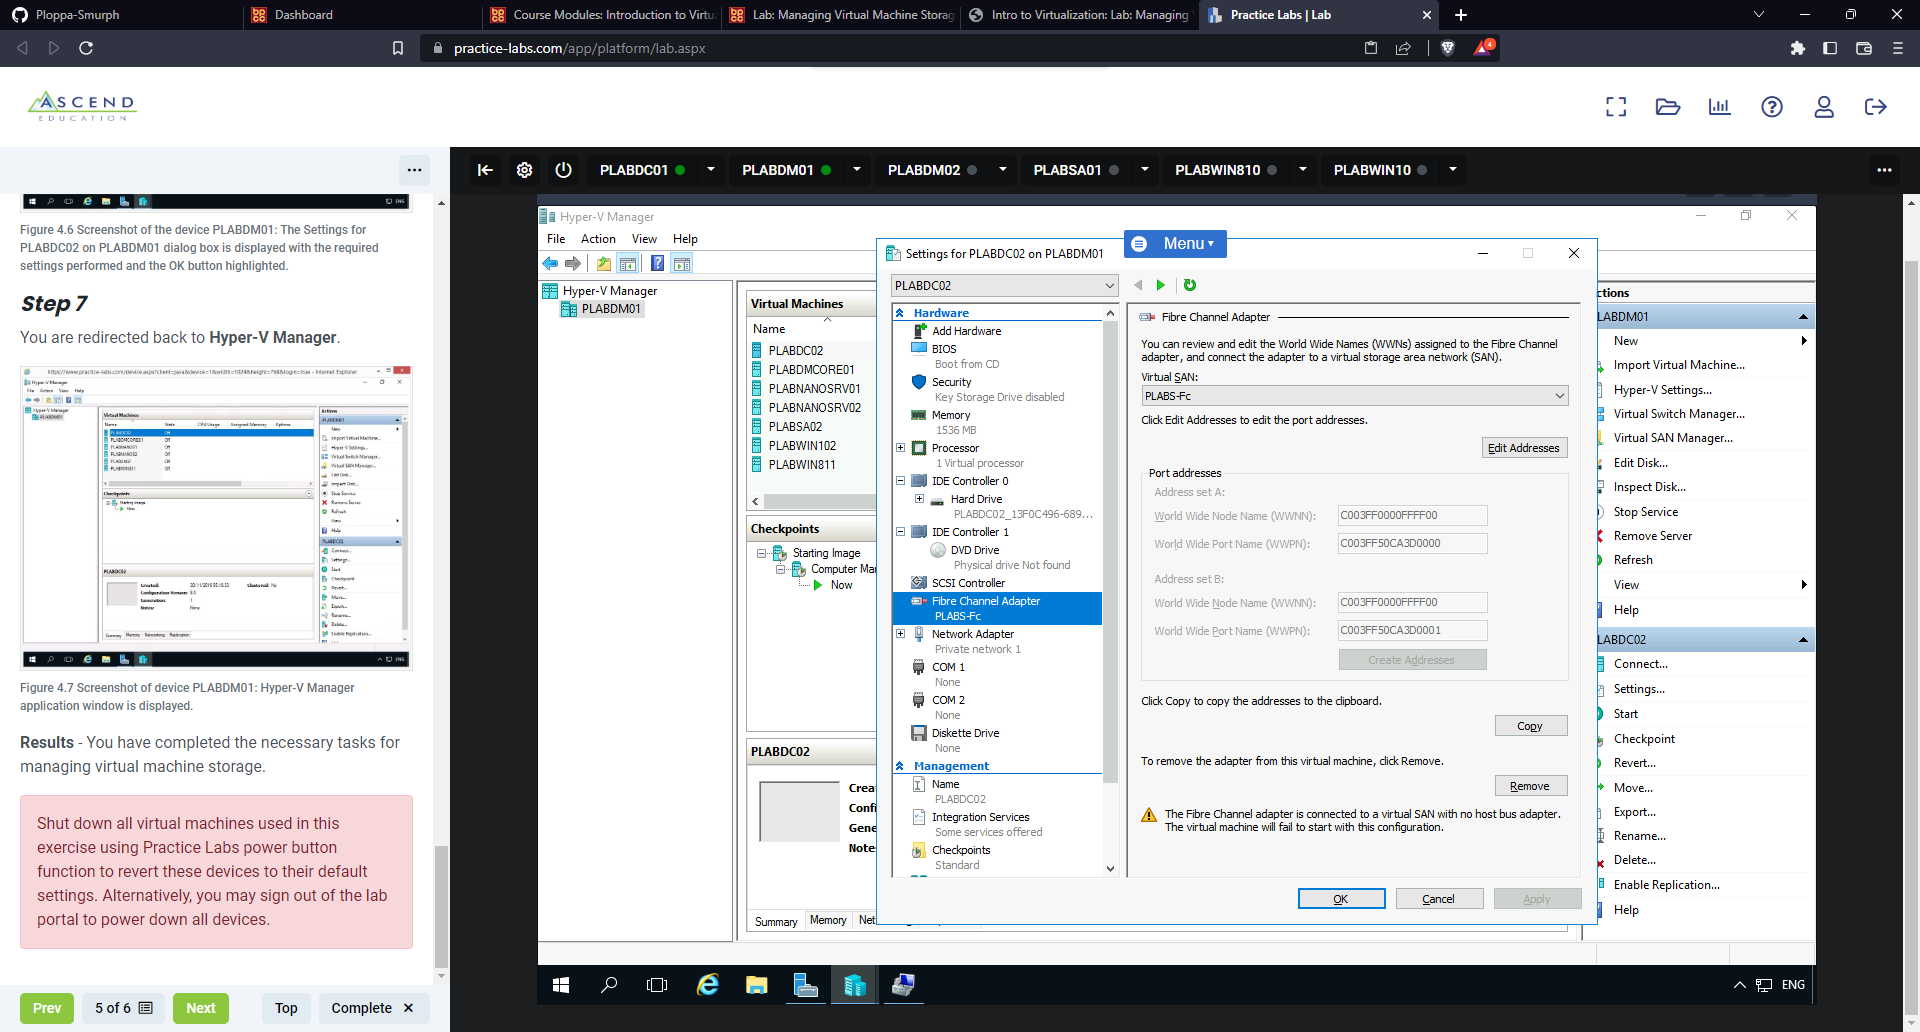 Ploppa-Smurph
Dashboard
Course Modules: Introduction to Virtu
Lab: Managing Virtual Machine Storag
Intro to Virtualization: Lab: Managing
Practice Labs | Lab
practice-labs.com/app/platform/lab.aspx
4
ASCEND
EDUCATION
PLABDC01
PLABDM01
PLABDM02
PLABSA01
PLABWIN810
PLABWIN10
ENG
Figure 4.6 Screenshot of the device PLABDM01: The Settings for
PLABDC02 on PLABDM01 dialog box is displayed with the required
settings performed and the OK button highlighted.
Step 7
You are redirected back to Hyper-V Manager.
Figure 4.7 Screenshot of device PLABDM01: Hyper-V Manager
application window is displayed.
Results - You have completed the necessary tasks for
managing virtual machine storage.
Shut down all virtual machines used in this
exercise using Practice Labs power button
function to revert these devices to their default
settings. Alternatively, you may sign out of the lab
portal to power down all devices.
Prev
5 of 6
Next
Top
Complete
Hyper-V Manager
File Action View Help
Hyper-V Manager
PLABDM01
Virtual Machines
Name
PLABDC02
PLABDMCORE01
PLABNANOSRV01
PLABNANOSRV02
PLABSA02
PLABWIN102
PLABWIN811
Checkpoints
Starting Image
Computer Mar
Now
PLABDC02
Crea
Confi
Gene
Note
Summary Memory Net
Menu
Settings for PLABDC02 on PLABDM01
PLABDC02
Hardware
Add Hardware
BIOS
Boot from CD
Security
Key Storage Drive disabled
Memory
1536 MB
Processor
1 Virtual processor
IDE Controller 0
Hard Drive
PLABDC02_13F0C496-689...
IDE Controller 1
DVD Drive
Physical drive Not found
SCSI Controller
Fibre Channel Adapter
PLABS-Fc
Network Adapter
Private network 1
COM 1
None
COM 2
None
Diskette Drive
None
Management
Name
PLABDC02
Integration Services
Some services offered
Checkpoints
Standard
Fibre Channel Adapter
You can review and edit the World Wide Names (WWNs) assigned to the Fibre Channel
adapter, and connect the adapter to a virtual storage area network (SAN).
Virtual SAN:
PLABS-Fc
Click Edit Addresses to edit the port addresses.
Edit Addresses
Port addresses
Address set A:
World Wide Node Name (WWNN): C003FF0000FFFF00
World Wide Port Name (WWPN): C003FF50CA3D0000
Address set B:
World Wide Node Name (WWNN): C003FF0000FFFF00
World Wide Port Name (WWPN): C003FF50CA3D0001
Create Addresses
Click Copy to copy the addresses to the clipboard.
Copy
To remove the adapter from this virtual machine, click Remove.
Remove
The Fibre Channel adapter is connected to a virtual SAN with no host bus adapter.
The virtual machine will fail to start with this configuration.
OK
Cancel
Apply
ctions
LABDM01
New
Import Virtual Machine...
Hyper-V Settings...
Virtual Switch Manager...
Virtual SAN Manager...
Edit Disk...
Inspect Disk...
Stop Service
Remove Server
Refresh
View
Help
LABDC02
Connect...
Settings...
Start
Checkpoint
Revert...
Move...
Export...
Rename...
Delete...
Enable Replication...
Help
ENG